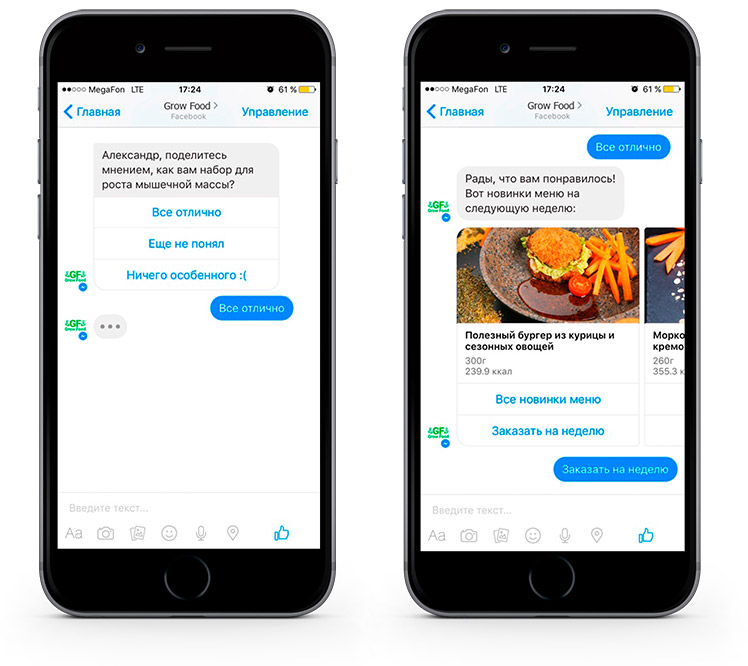 MegaFon LTE 17:24 61 %
Главная Grow Food Управление
Facebook
Александр, поделитесь
мнением, как вам набор для
роста мышечной массы?
Все отлично
Еще не понял
Ничего особенного :(
GF
Grow Food
Все отлично
GF
Grow Food
Введите текст...
Aa
MegaFon LTE 17:24 61 %
Главная Grow Food Управление
Facebook
Все отлично
Рады, что вам понравилось!
Вот новинки меню на
следующую неделю:
GF
Grow Food
Полезный бургер из курицы и
сезонных овощей
300г
239.9 ккал
Морко
кремо
260г
355.3 к
Все новинки меню
Заказать на неделю
GF
Grow Food
Заказать на неделю
Введите текст...
Aa